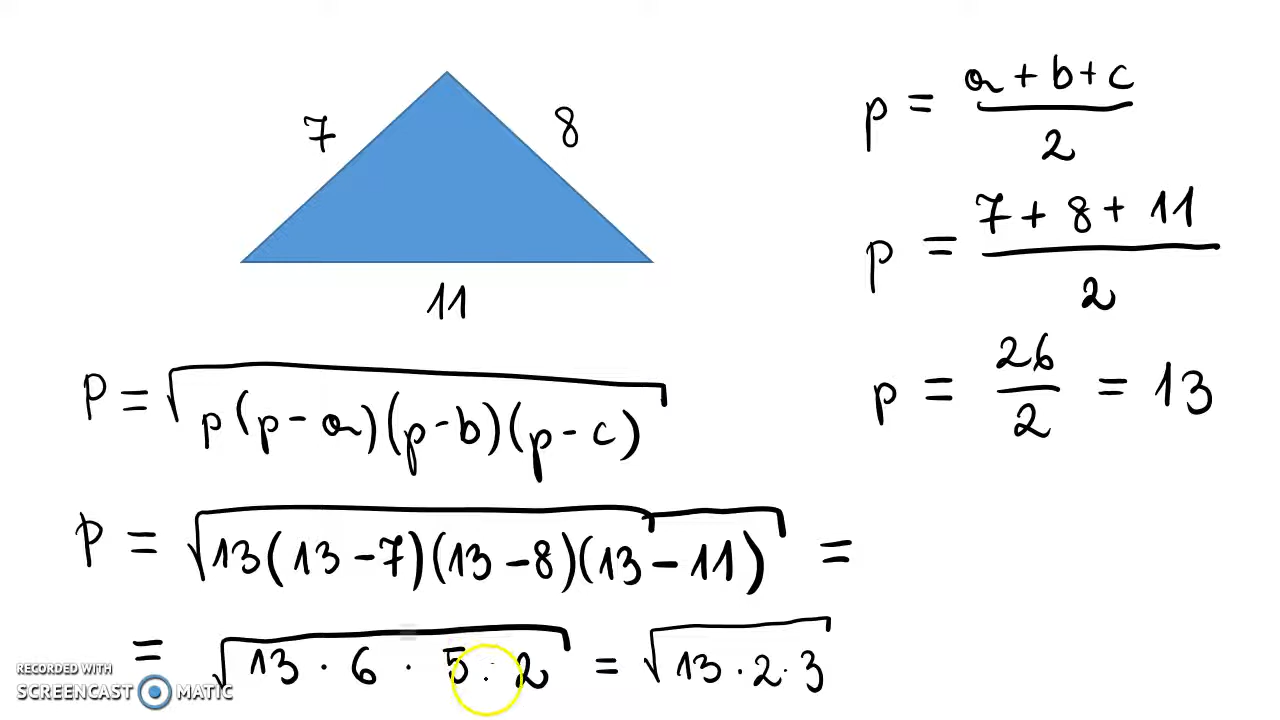 7
8
11
p = a + b + c / 2
p = 7 + 8 + 11 / 2
p = 26 / 2 = 13
P = √p(p - a)(p - b)(p - c)
P = √13(13 - 7)(13 - 8)(13 - 11) =
= √13 · 6 · 5 · 2 = √13 · 2 · 3
RECORDED WITH
SCREENCAST MATIC